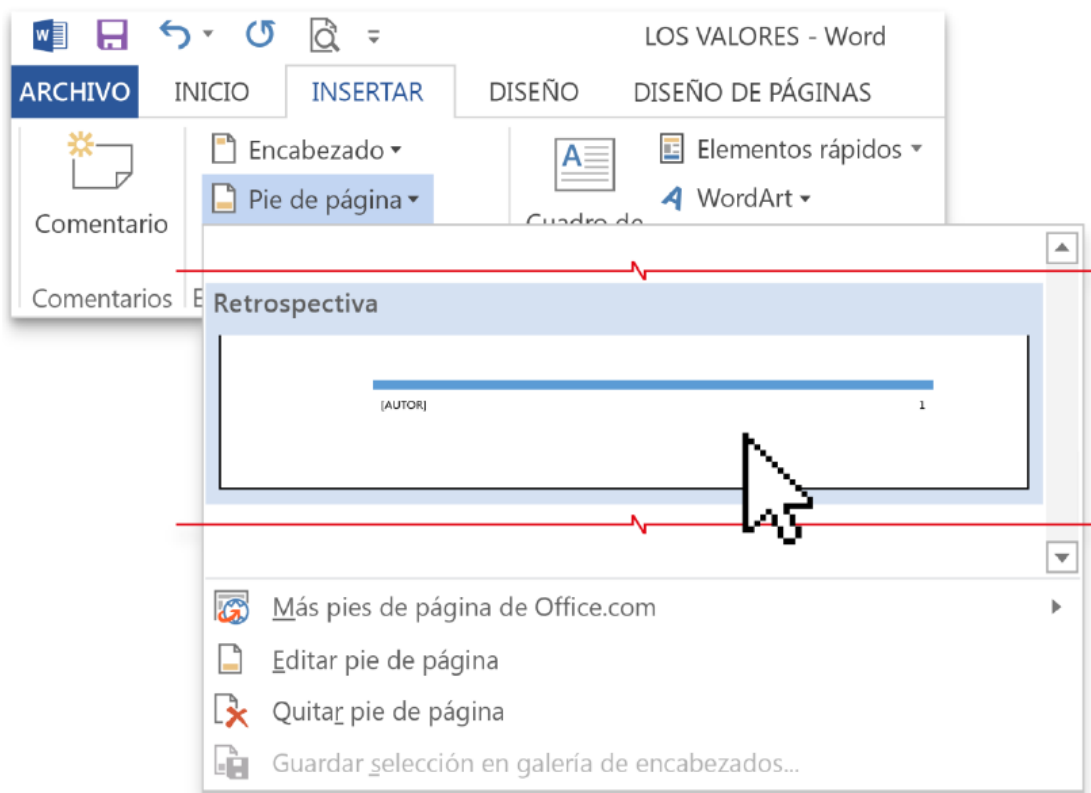 LOS VALORES - Word
ARCHIVO INICIO INSERTAR DISEÑO DISEÑO DE PÁGINAS
Encabezado
Elementos rápidos
Pie de página
WordArt
Comentario
Cuadro de
Comentarios
Retrospectiva
[AUTOR] 1
Más pies de página de Office.com
Editar pie de página
Quitar pie de página
Guardar selección en galería de encabezados...